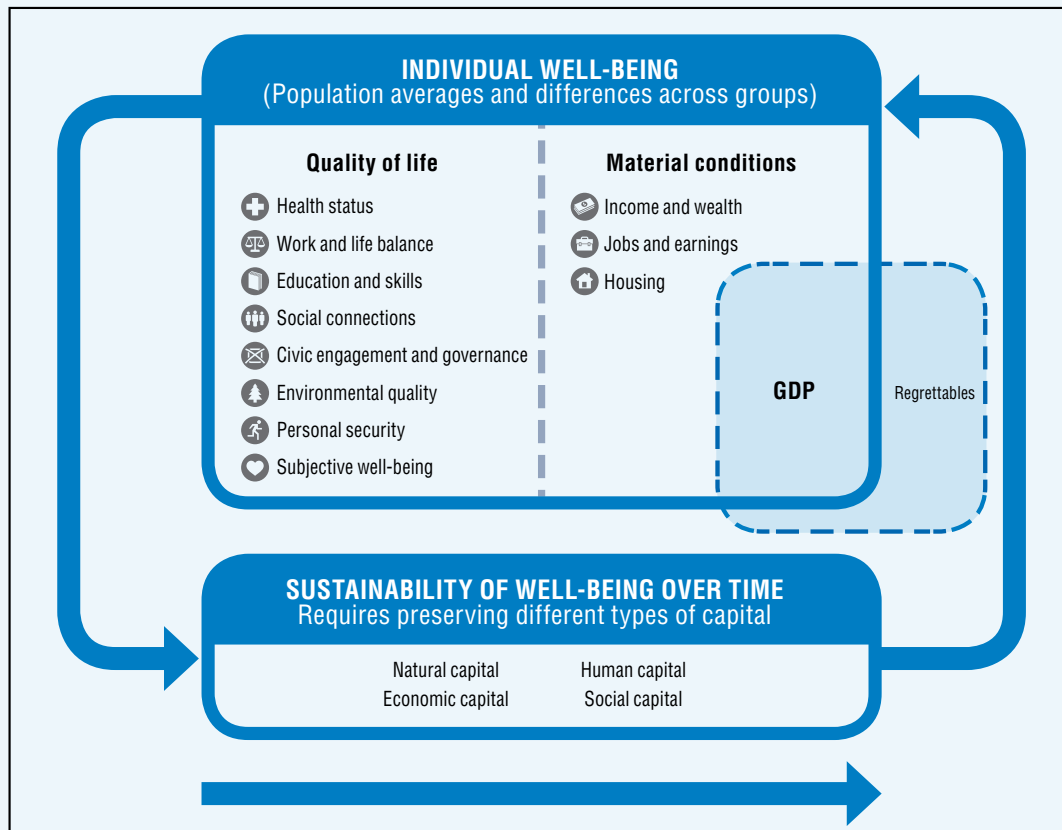 INDIVIDUAL WELL-BEING
(Population averages and differences across groups)
Quality of life
Health status
Work and life balance
Education and skills
Social connections
Civic engagement and governance
Environmental quality
Personal security
Subjective well-being
Material conditions
Income and wealth
Jobs and earnings
Housing
GDP
Regrettables
SUSTAINABILITY OF WELL-BEING OVER TIME
Requires preserving different types of capital
Natural capital
Human capital
Economic capital
Social capital